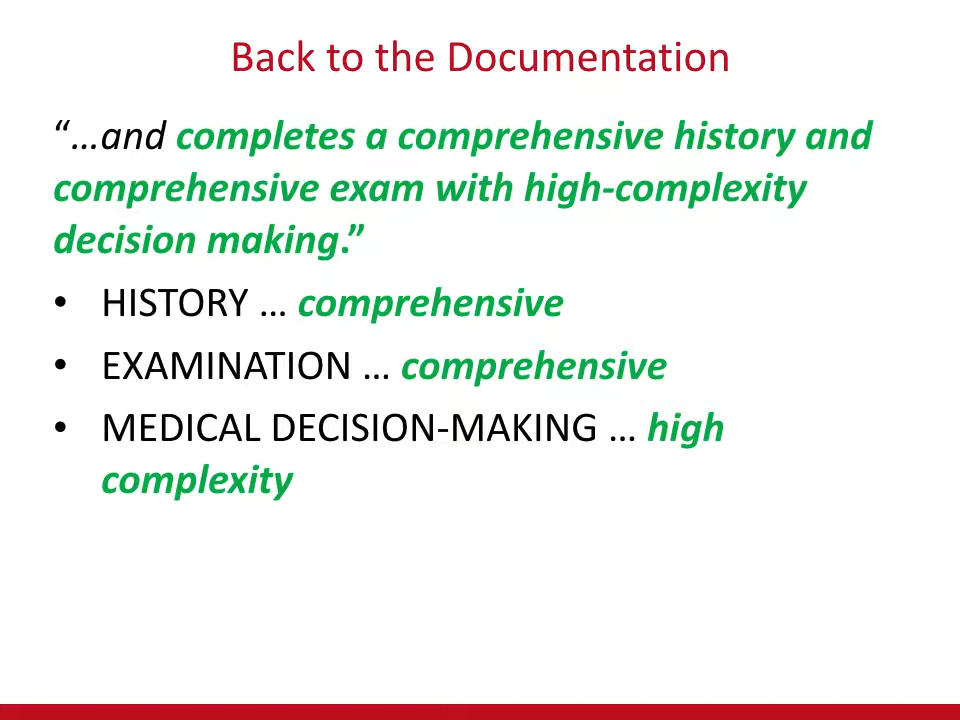 Back to the Documentation
“…and completes a comprehensive history and
comprehensive exam with high-complexity
decision making.”
• HISTORY … comprehensive
• EXAMINATION … comprehensive
• MEDICAL DECISION-MAKING … high
complexity